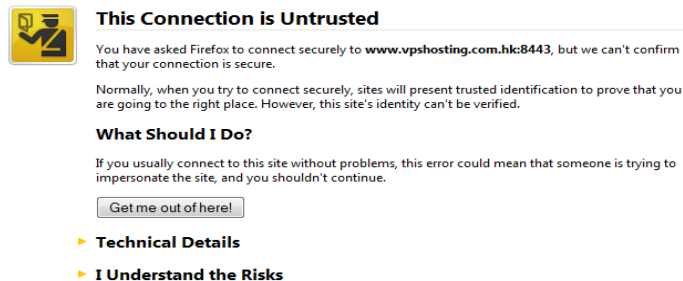 This Connection is Untrusted
You have asked Firefox to connect securely to www.vpshosting.com.hk:8443, but we can't confirm
that your connection is secure.
Normally, when you try to connect securely, sites will present trusted identification to prove that you
are going to the right place. However, this site's identity can't be verified.
What Should I Do?
If you usually connect to this site without problems, this error could mean that someone is trying to
impersonate the site, and you shouldn't continue.
Get me out of here!
Technical Details
I Understand the Risks